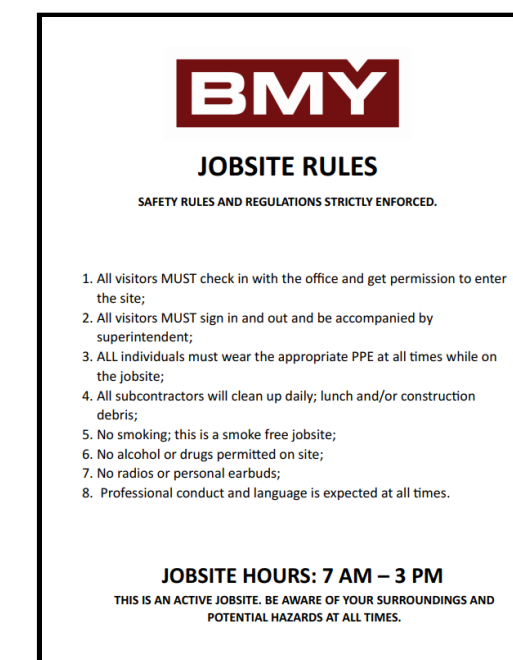 BMY
JOBSITE RULES
SAFETY RULES AND REGULATIONS STRICTLY ENFORCED.
1. All visitors MUST check in with the office and get permission to enter
the site;
2. All visitors MUST sign in and out and be accompanied by
superintendent;
3. ALL individuals must wear the appropriate PPE at all times while on
the jobsite;
4. All subcontractors will clean up daily; lunch and/or construction
debris;
5. No smoking; this is a smoke free jobsite;
6. No alcohol or drugs permitted on site;
7. No radios or personal earbuds;
8. Professional conduct and language is expected at all times.
JOBSITE HOURS: 7 AM – 3 PM
THIS IS AN ACTIVE JOBSITE. BE AWARE OF YOUR SURROUNDINGS AND
POTENTIAL HAZARDS AT ALL TIMES.